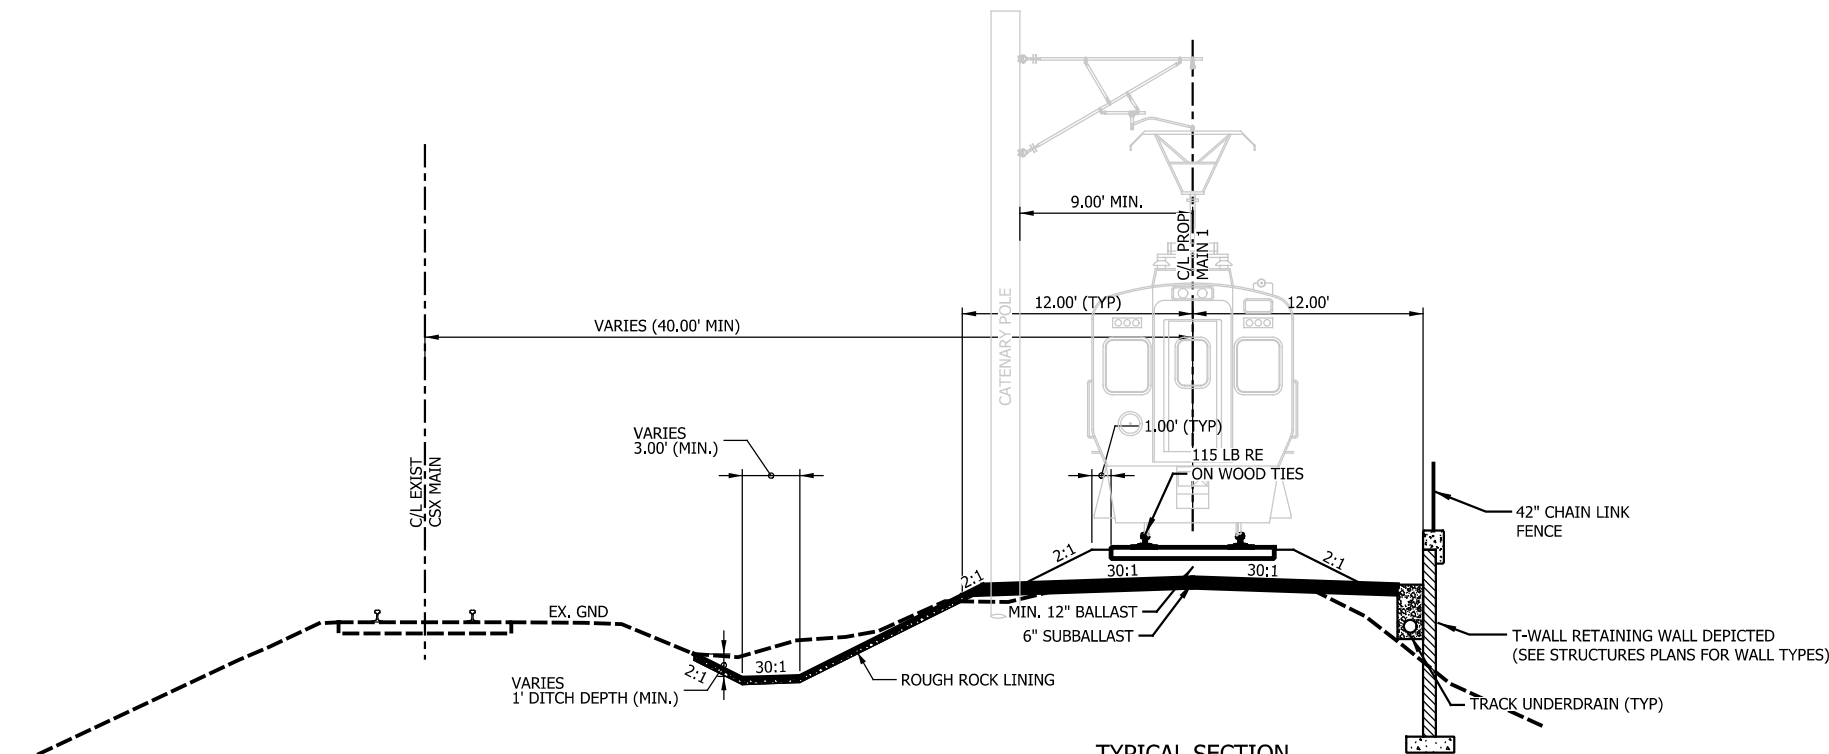 9.00' MIN.
C/L PROP
MAIN 1
12.00' (TYP)
12.00'
VARIES (40.00' MIN)
CATENARY POLE
VARIES
3.00' (MIN.)
1.00' (TYP)
115 LB RE
ON WOOD TIES
C/L EXIST
CSX MAIN
42" CHAIN LINK
FENCE
2:1
2:1
2:1
30:1
30:1
EX. GND
MIN. 12" BALLAST
6" SUBBALLAST
T-WALL RETAINING WALL DEPICTED
(SEE STRUCTURES PLANS FOR WALL TYPES)
2:1
30:1
ROUGH ROCK LINING
VARIES
1' DITCH DEPTH (MIN.)
TRACK UNDERDRAIN (TYP)
TYPICAL SECTION